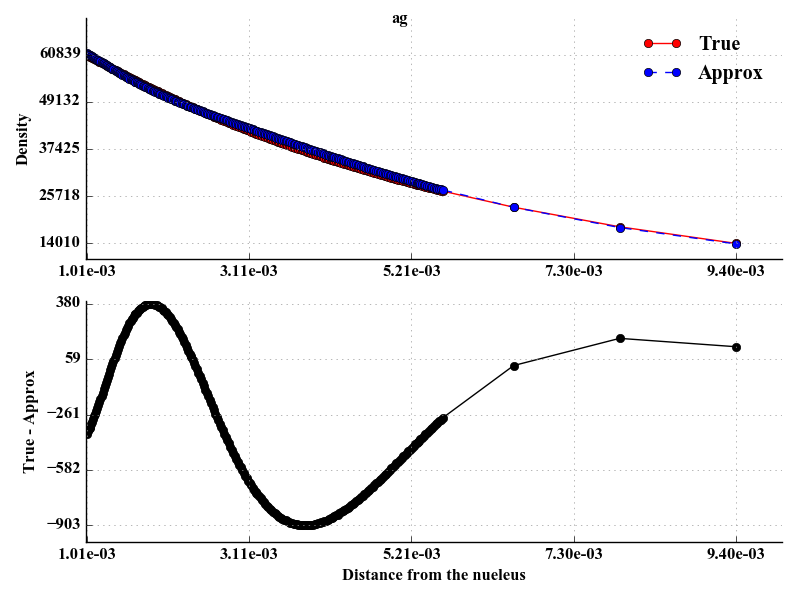 ag
True
Approx
Density
60839
49132
37425
25718
14010
1.01e-03 3.11e-03 5.21e-03 7.30e-03 9.40e-03
True - Approx
380
59
−261
−582
−903
1.01e-03 3.11e-03 5.21e-03 7.30e-03 9.40e-03
Distance from the nueleus